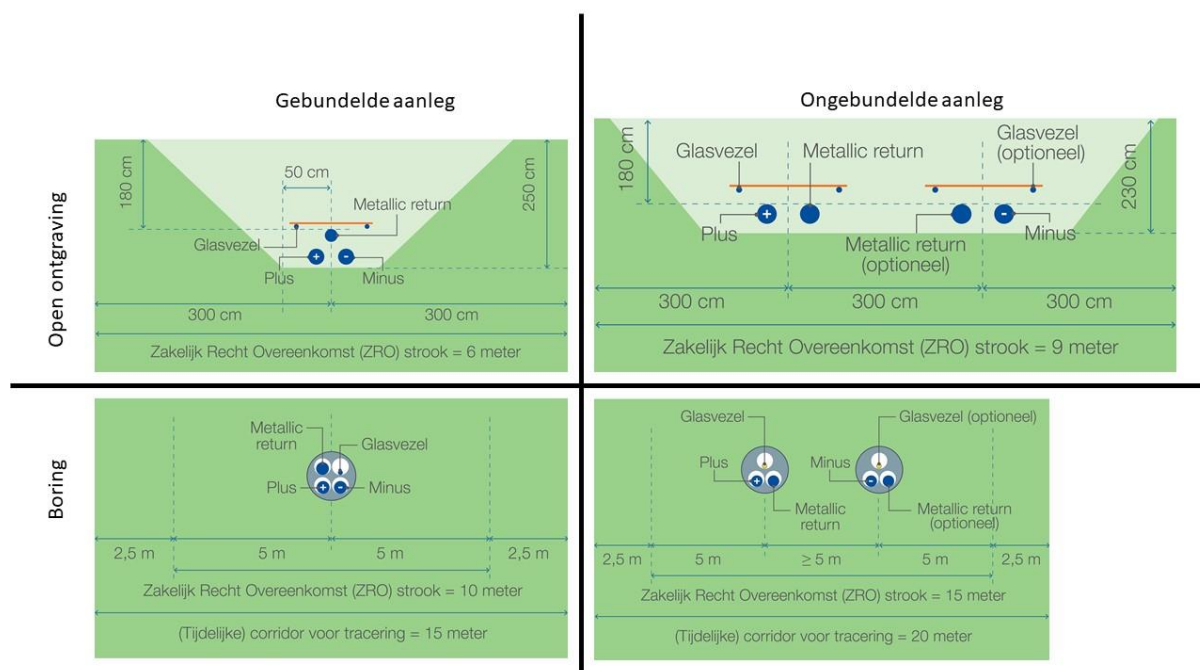 Gebundelde aanleg
Ongebundelde aanleg
Open ontgraving
180 cm
50 cm
250 cm
Metallic return
Glasvezel
+
-
Plus
Minus
300 cm
300 cm
Zakelijk Recht Overeenkomst (ZRO) strook = 6 meter
180 cm
Glasvezel
Metallic return
Glasvezel
(optioneel)
230 cm
+
-
Plus
Metallic return
(optioneel)
Minus
300 cm
300 cm
300 cm
Zakelijk Recht Overeenkomst (ZRO) strook = 9 meter
Boring
Metallic
return
Glasvezel
Plus
+
-
Minus
2,5 m
5 m
5 m
2,5 m
Zakelijk Recht Overeenkomst (ZRO) strook = 10 meter
(Tijdelijke) corridor voor tracering = 15 meter
Glasvezel
Glasvezel (optioneel)
Plus
+
Minus
-
Metallic
return
Metallic return
(optioneel)
2,5 m
5 m
≥ 5 m
5 m
2,5 m
Zakelijk Recht Overeenkomst (ZRO) strook = 15 meter
(Tijdelijke) corridor voor tracering = 20 meter